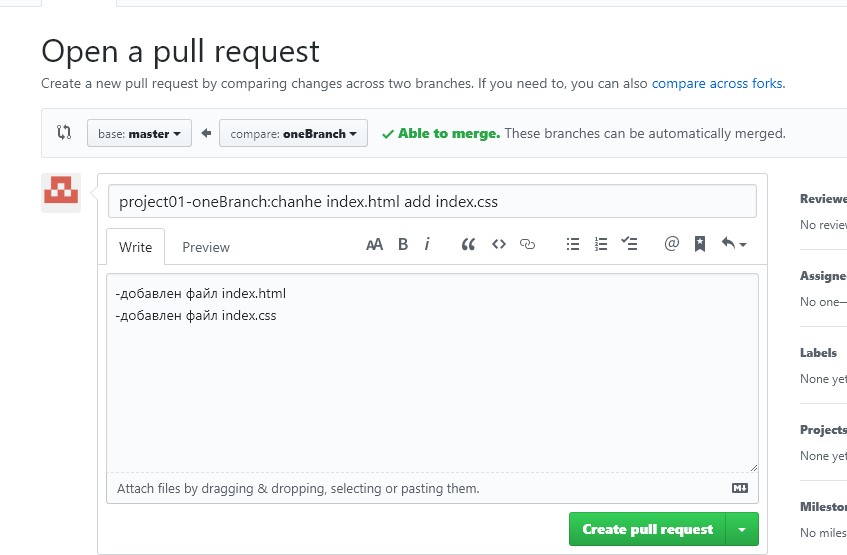 Open a pull request
Create a new pull request by comparing changes across two branches. If you need to, you can also compare across forks.
base: master
compare: oneBranch
Able to merge. These branches can be automatically merged.
project01-oneBranch:chanhe index.html add index.css
Write
Preview
AA B i
-добавлен файл index.html
-добавлен файл index.css
Attach files by dragging & dropping, selecting or pasting them.
Create pull request
Reviewe
No review
Assigne
No one—
Labels
None yet
Projects
None yet
Mileston
No miles